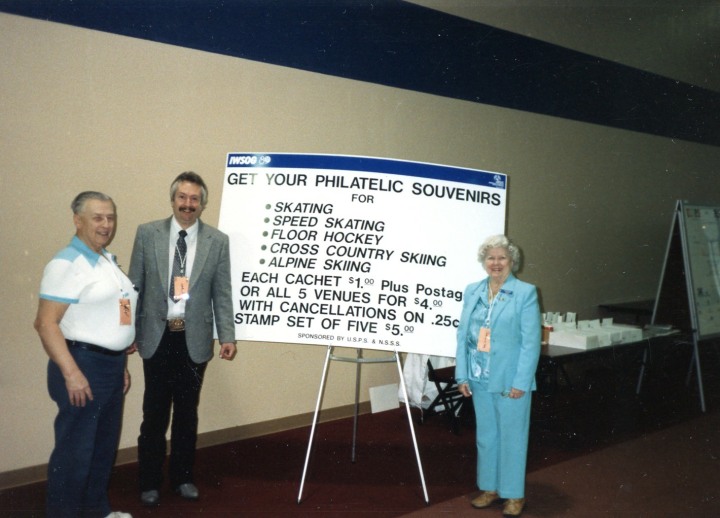 IWSOG
GET YOUR PHILATELIC SOUVENIRS
FOR
• SKATING
• SPEED SKATING
• FLOOR HOCKEY
• CROSS COUNTRY SKIING
• ALPINE SKIING
EACH CACHET $1.00 Plus Postag
OR ALL 5 VENUES FOR $4.00
WITH CANCELLATIONS ON .25c
STAMP SET OF FIVE $5.00
SPONSORED BY U.S.P.S. & N.S.S.S.